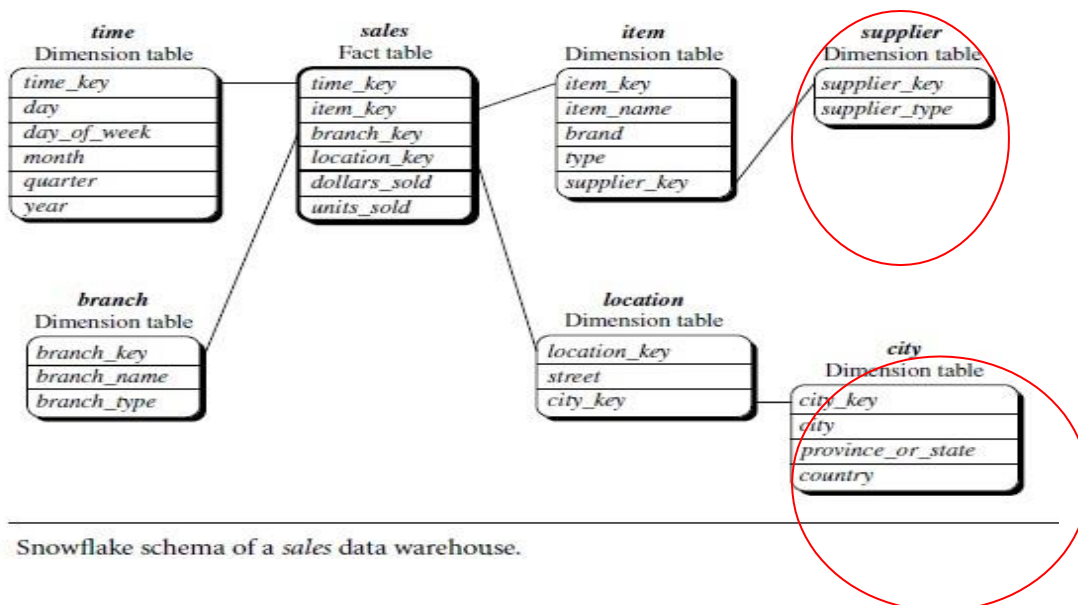 time
Dimension table
time_key
day
day_of_week
month
quarter
year
sales
Fact table
time_key
item_key
branch_key
location_key
dollars_sold
units_sold
item
Dimension table
item_key
item_name
brand
type
supplier_key
supplier
Dimension table
supplier_key
supplier_type
branch
Dimension table
branch_key
branch_name
branch_type
location
Dimension table
location_key
street
city_key
city
Dimension table
city_key
city
province_or_state
country
Snowflake schema of a sales data warehouse.